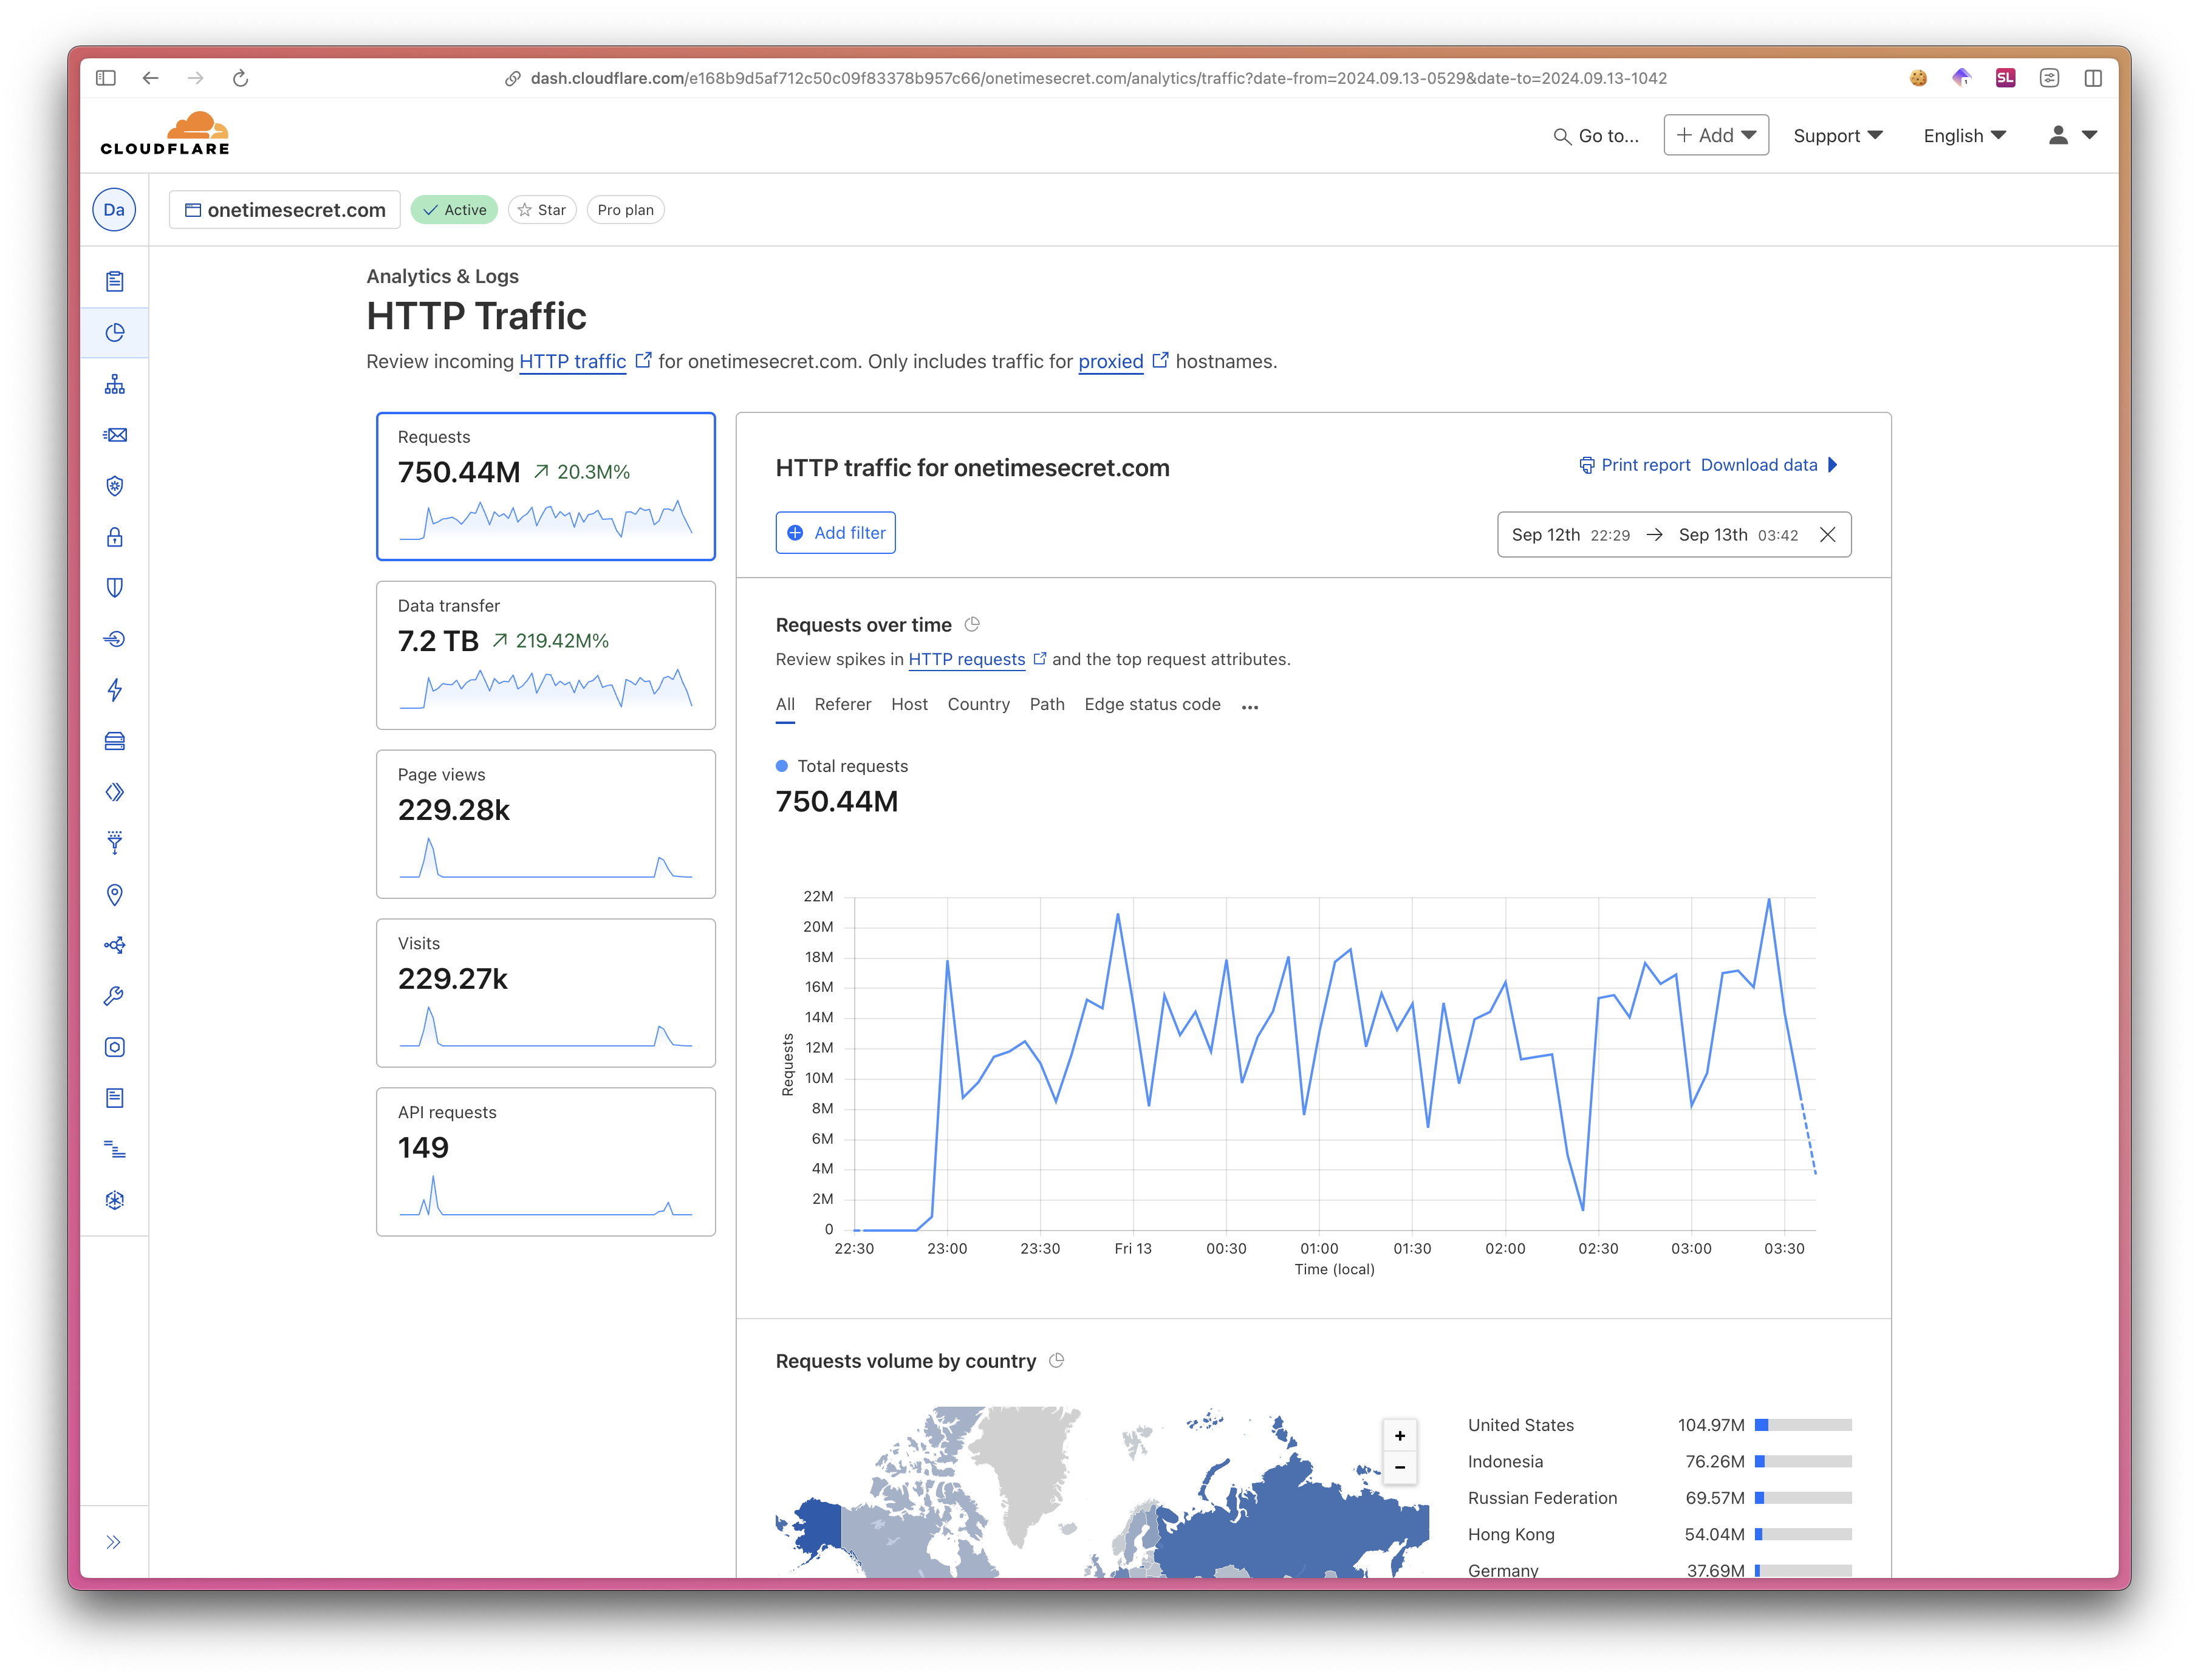 dash.cloudflare.com/e168b9d5af712c50c09f83378b957c66/onetimesecret.com/analytics/traffic?date-from=2024.09.13-0529&date-to=2024.09.13-1042
SL
1
CLOUDFLARE
Go to...
Add
Support
English
Da
onetimesecret.com
Active
Star
Pro plan
Analytics & Logs
HTTP Traffic
Review incoming HTTP traffic for onetimesecret.com. Only includes traffic for proxied hostnames.
Requests
750.44M 20.3M%
Data transfer
7.2 TB 219.42M%
Page views
229.28k
Visits
229.27k
API requests
149
HTTP traffic for onetimesecret.com
Print report Download data
Add filter
Sep 12th 22:29 → Sep 13th 03:42
Requests over time
Review spikes in HTTP requests and the top request attributes.
All Referer Host Country Path Edge status code ...
Total requests
750.44M
22M
20M
18M
16M
14M
12M
10M
8M
6M
4M
2M
0
Requests
22:30 23:00 23:30 Fri 13 00:30 01:00 01:30 02:00 02:30 03:00 03:30
Time (local)
Requests volume by country
+
−
United States 104.97M
Indonesia 76.26M
Russian Federation 69.57M
Hong Kong 54.04M
Germany 37.69M